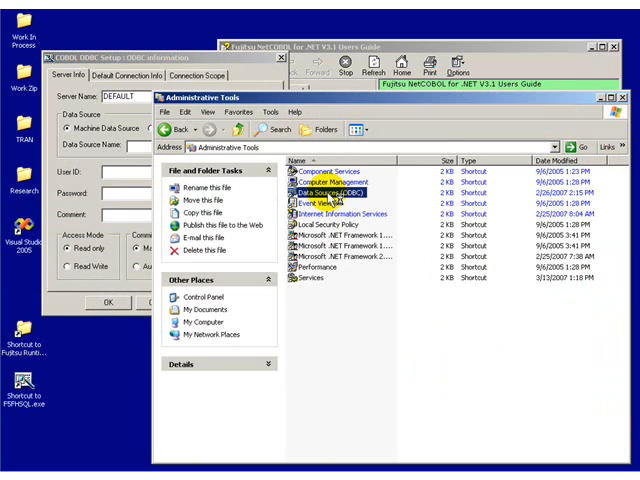 Work In
Process
Work Zip
TRAN
Research
Visual Studio
2005
Shortcut to
Fujitsu Runti...
Shortcut to
F5FHSQL.exe
Fujitsu NetCOBOL for .NET V3.1 Users Guide
Forward
Stop
Refresh
Home
Print
Options
Fujitsu NetCOBOL for .NET V3.1 Users Guide
COBOL ODBC Setup : ODBC information
Server Info
Default Connection Info
Connection Scope
Server Name:
DEFAULT
Data Source
Machine Data Source
Data Source Name:
User ID:
Password:
Comment:
Access Mode
Read only
Read Write
OK
Administrative Tools
File Edit View Favorites Tools Help
Back
Search
Folders
Address
Administrative Tools
Go
Links
File and Folder Tasks
Rename this file
Move this file
Copy this file
Publish this file to the Web
E-mail this file
Delete this file
Other Places
Control Panel
My Documents
My Computer
My Network Places
Details
Name Size Type Date Modified
Component Services 2 KB Shortcut 9/6/2005 1:23 PM
Computer Management 2 KB Shortcut 9/6/2005 1:28 PM
Data Sources (ODBC) 2 KB Shortcut 2/26/2007 2:15 PM
Event Viewer 2 KB Shortcut 9/6/2005 1:28 PM
Internet Information Services 2 KB Shortcut 2/25/2007 8:04 AM
Local Security Policy 2 KB Shortcut 9/6/2005 1:28 PM
Microsoft .NET Framework 1.... 2 KB Shortcut 9/6/2005 3:41 PM
Microsoft .NET Framework 1.... 2 KB Shortcut 9/6/2005 3:41 PM
Microsoft .NET Framework 2.... 2 KB Shortcut 2/25/2007 7:38 AM
Performance 2 KB Shortcut 9/6/2005 1:28 PM
Services 2 KB Shortcut 3/13/2007 1:18 PM